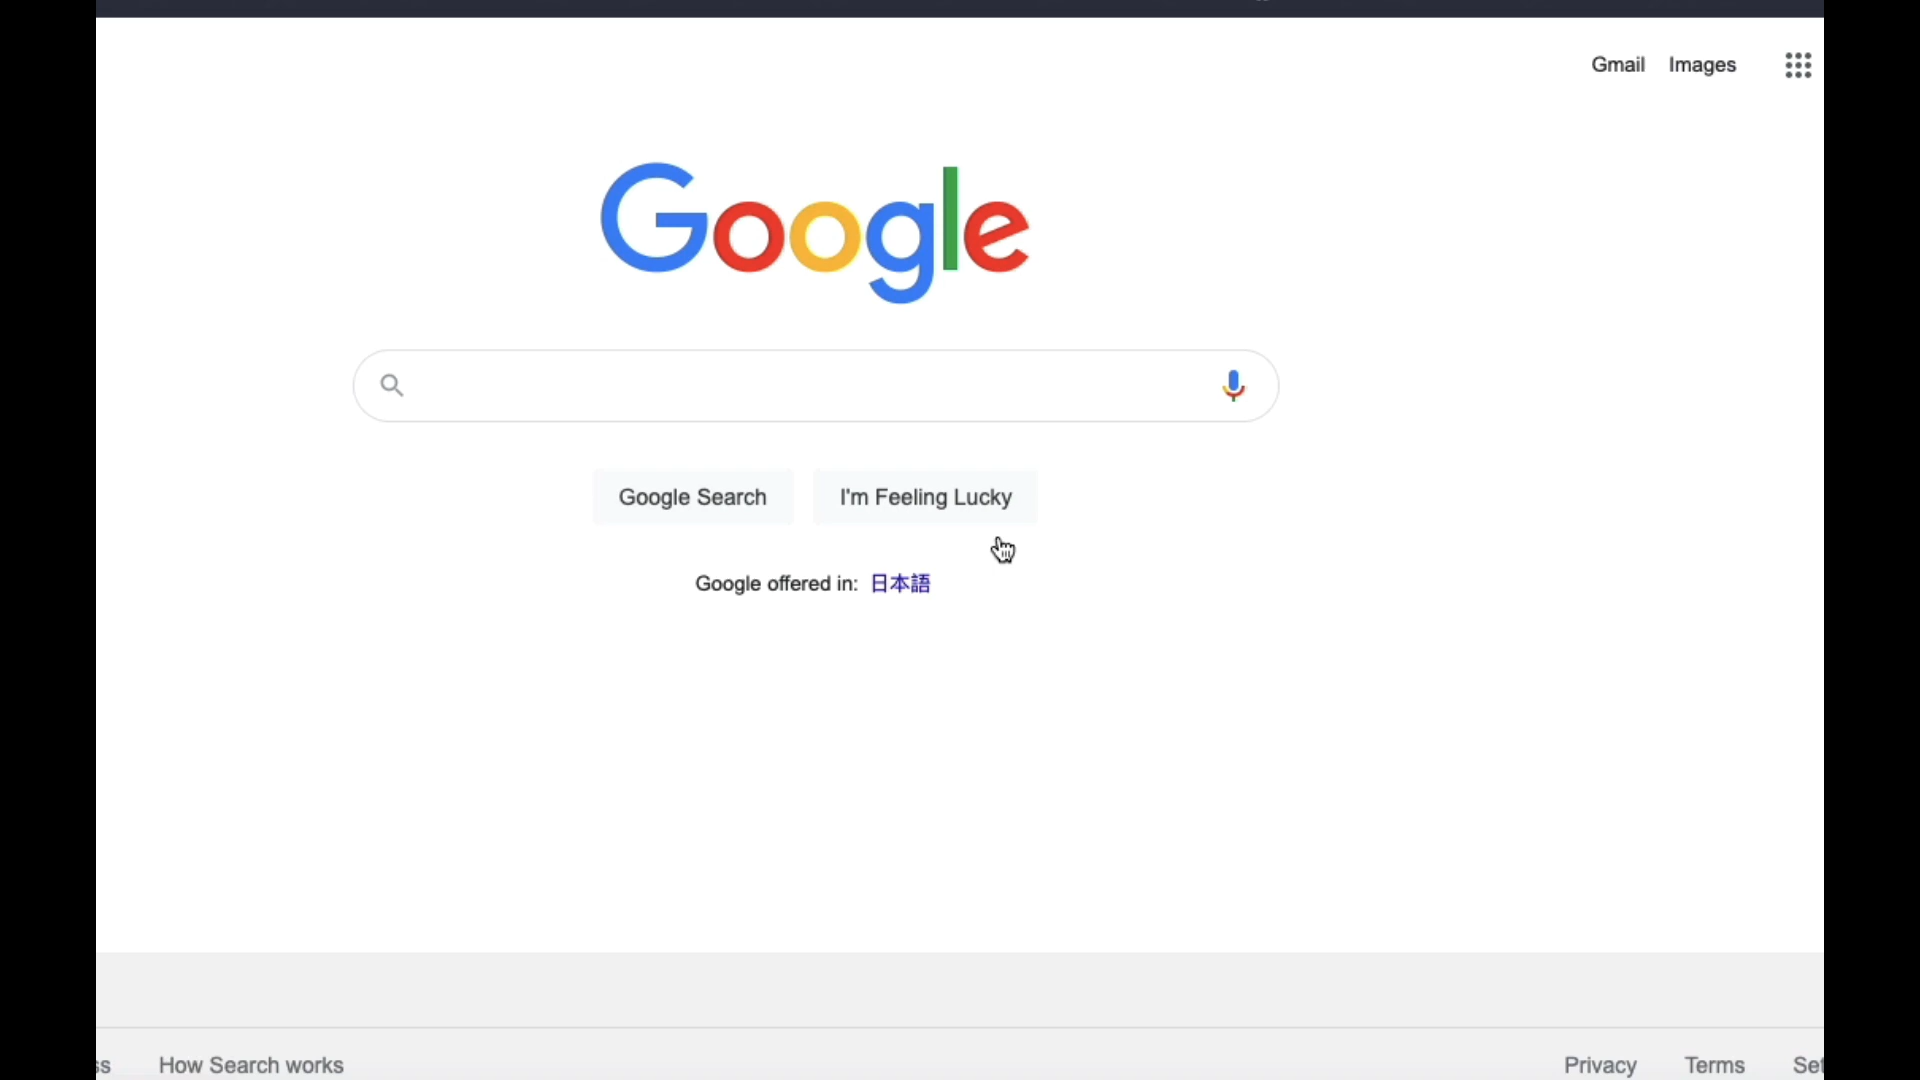 Gmail Images
Google
Google Search I'm Feeling Lucky
Google offered in: 日本語
How Search works Privacy Terms